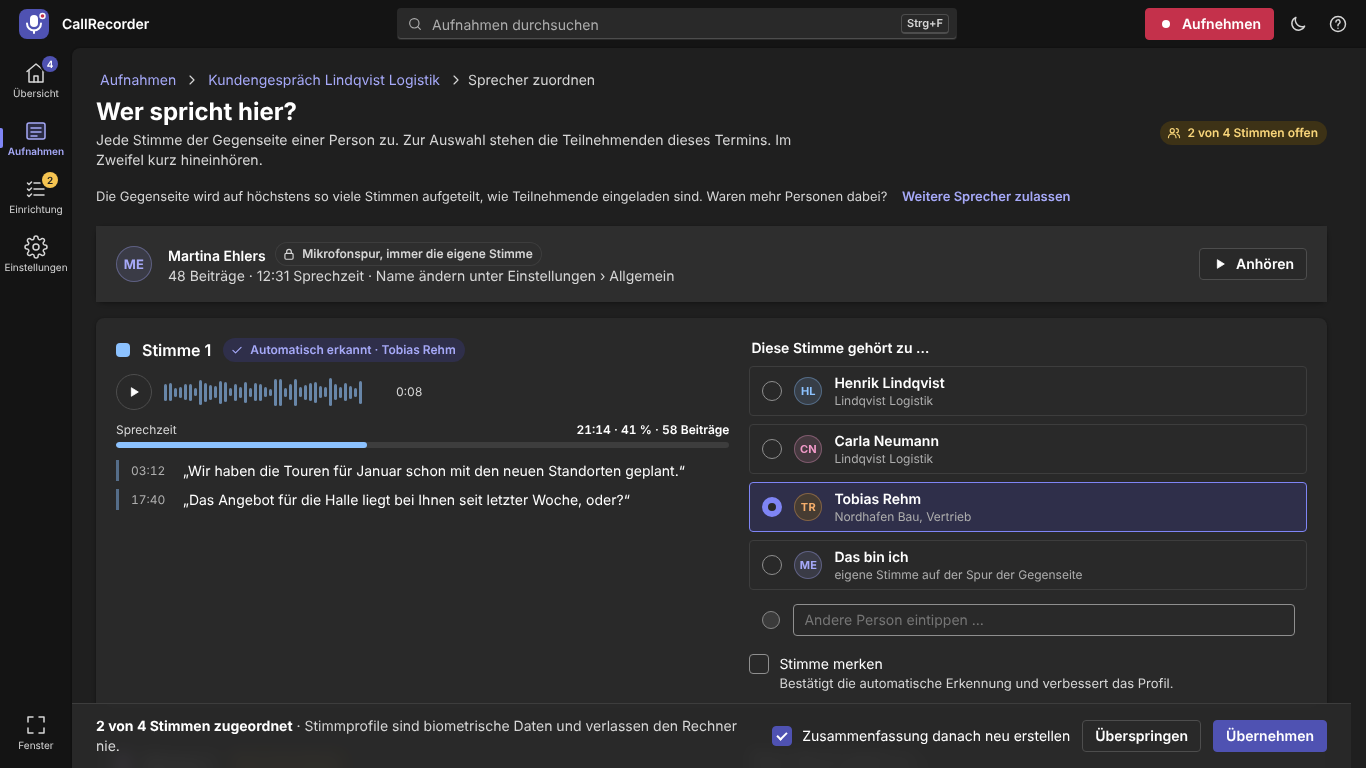 CallRecorder
Aufnahmen durchsuchen
Strg+F
Aufnehmen
4
Übersicht
Aufnahmen
2
Einrichtung
Einstellungen
Fenster
Aufnahmen
Kundengespräch Lindqvist Logistik
Sprecher zuordnen
Wer spricht hier?
Jede Stimme der Gegenseite einer Person zu. Zur Auswahl stehen die Teilnehmenden dieses Termins. Im
Zweifel kurz hineinhören.
2 von 4 Stimmen offen
Die Gegenseite wird auf höchstens so viele Stimmen aufgeteilt, wie Teilnehmende eingeladen sind. Waren mehr Personen dabei?
Weitere Sprecher zulassen
ME
Martina Ehlers
Mikrofonspur, immer die eigene Stimme
48 Beiträge · 12:31 Sprechzeit · Name ändern unter Einstellungen › Allgemein
Anhören
Stimme 1
Automatisch erkannt · Tobias Rehm
0:08
Sprechzeit
21:14 · 41 % · 58 Beiträge
03:12
„Wir haben die Touren für Januar schon mit den neuen Standorten geplant.“
17:40
„Das Angebot für die Halle liegt bei Ihnen seit letzter Woche, oder?“
Diese Stimme gehört zu ...
HL
Henrik Lindqvist
Lindqvist Logistik
CN
Carla Neumann
Lindqvist Logistik
TR
Tobias Rehm
Nordhafen Bau, Vertrieb
ME
Das bin ich
eigene Stimme auf der Spur der Gegenseite
Andere Person eintippen ...
Stimme merken
Bestätigt die automatische Erkennung und verbessert das Profil.
2 von 4 Stimmen zugeordnet · Stimmprofile sind biometrische Daten und verlassen den Rechner
nie.
Zusammenfassung danach neu erstellen
Überspringen
Übernehmen